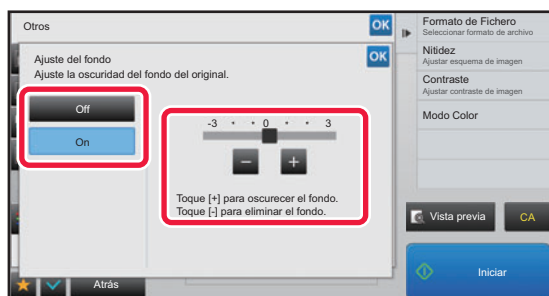 Otros
OK
Ajuste del fondo
OK
Ajuste la oscuridad del fondo del original.
Off
On
-3 0 3
Toque [+] para oscurecer el fondo.
Toque [-] para eliminar el fondo.
Atrás
Formato de Fichero
Seleccionar formato de archivo
Nitidez
Ajustar esquema de imagen
Contraste
Ajustar contraste de imagen
Modo Color
Vista previa
CA
Iniciar